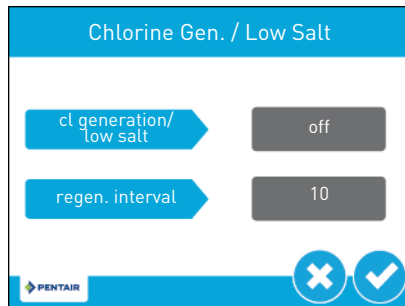 Chlorine Gen. / Low Salt
cl generation/
low salt
off
regen. interval
10
PENTAIR